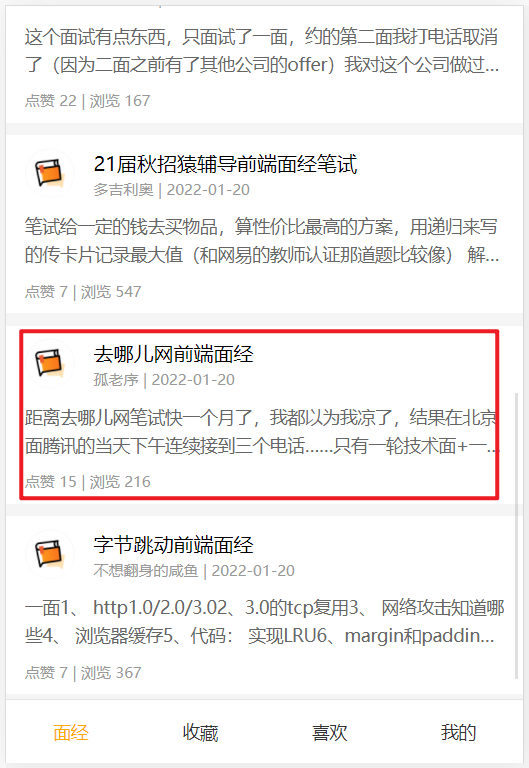 这个面试有点东西，只面试了一面，约的第二面我打电话取消
了（因为二面之前有了其他公司的offer）我对这个公司做过...
点赞 22 | 浏览 167
21届秋招猿辅导前端面经笔试
多吉利奥 | 2022-01-20
笔试给一定的钱去买物品，算性价比最高的方案，用递归来写
的传卡片记录最大值（和网易的教师认证那道题比较像） 解...
点赞 7 | 浏览 547
去哪儿网前端面经
孤老序 | 2022-01-20
距离去哪儿网笔试快一个月了，我都以为我凉了，结果在北京
面腾讯的当天下午连续接到三个电话……只有一轮技术面+一...
点赞 15 | 浏览 216
字节跳动前端面经
不想翻身的咸鱼 | 2022-01-20
一面1、 http1.0/2.0/3.02、3.0的tcp复用3、 网络攻击知道哪
些4、 浏览器缓存5、代码： 实现LRU6、margin和paddin...
点赞 7 | 浏览 367
面经 收藏 喜欢 我的